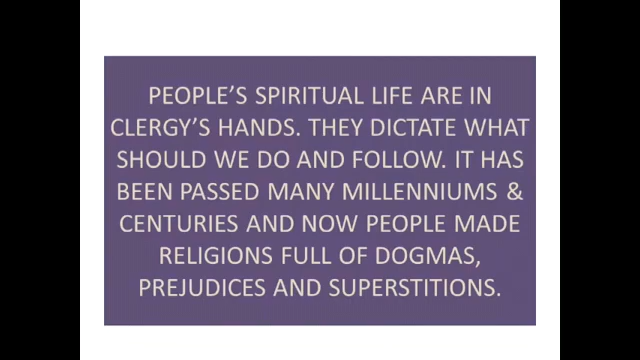 PEOPLE'S SPIRITUAL LIFE ARE IN
CLERGY'S HANDS. THEY DICTATE WHAT
SHOULD WE DO AND FOLLOW. IT HAS
BEEN PASSED MANY MILLENNIUMS &
CENTURIES AND NOW PEOPLE MADE
RELIGIONS FULL OF DOGMAS,
PREJUDICES AND SUPERSTITIONS.